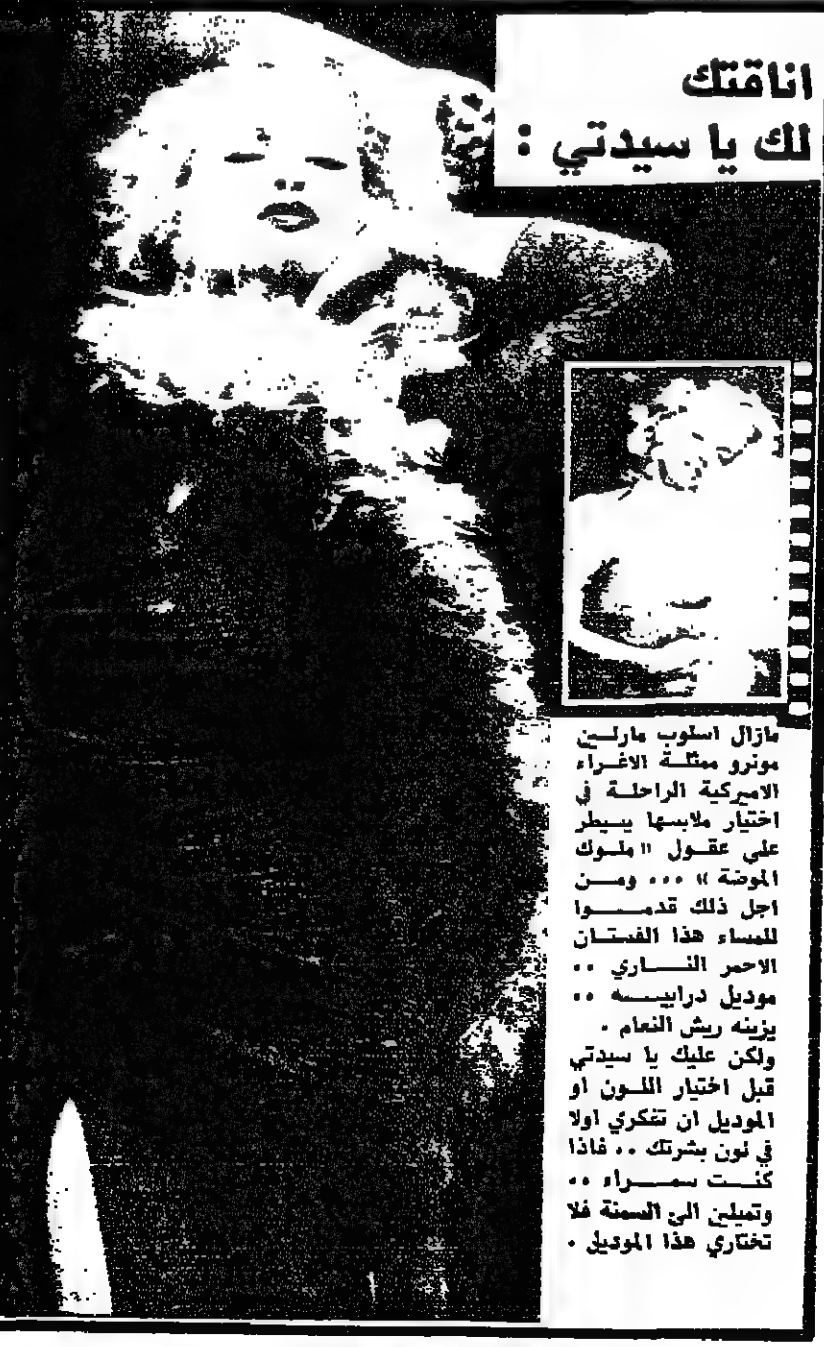 اناقتك
لك يا سيدتي :
مازال اسلوب مارلين
مونرو ممثلة الاغراء
الاميركية الراحلة في
اختيار ملابسها يسيطر
على عقول « ملوك
الموضة » ... ومن
اجل ذلك قدموا
للمساء هذا الفستان
الاحمر الناري ..
موديل درابيه ..
يزينه ريش النعام .
ولكن عليك يا سيدتي
قبل اختيار اللون او
الموديل ان تفكري اولا
في لون بشرتك .. فاذا
كنت سمراء ..
وتميلين الى السمنة فلا
تختاري هذا الموديل .